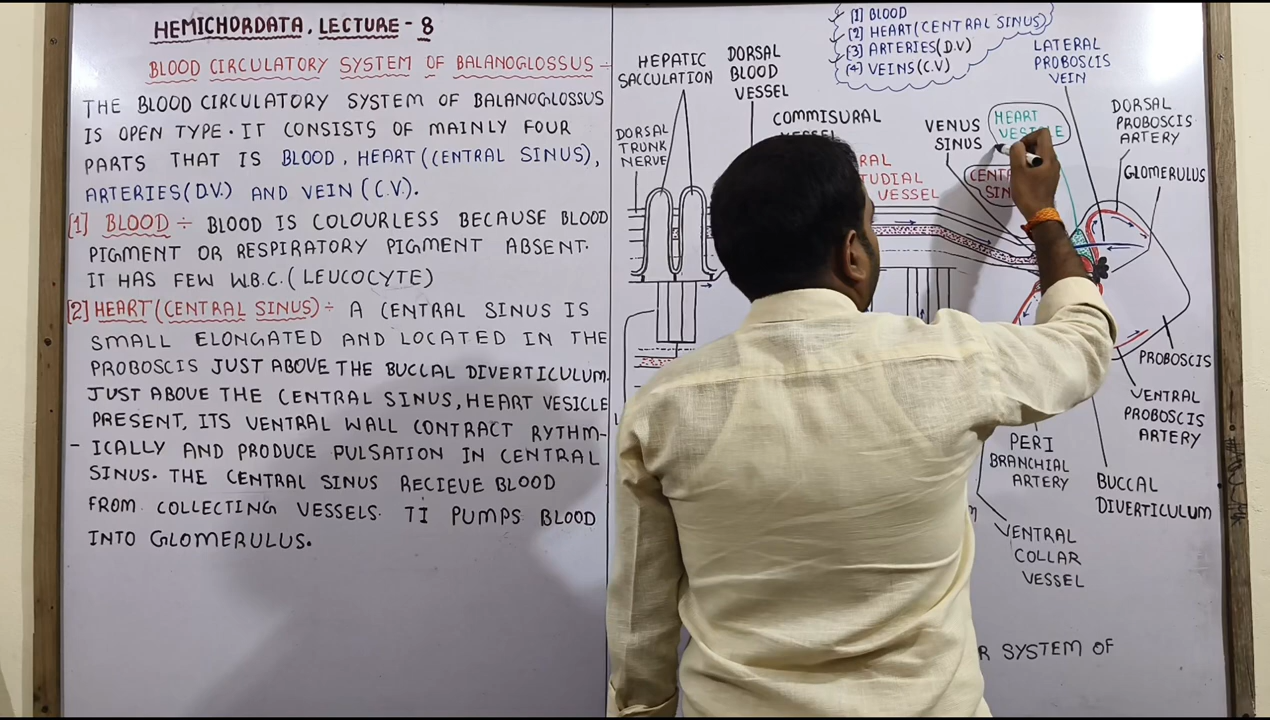 HEMICHORDATA, LECTURE - 8
BLOOD CIRCULATORY SYSTEM OF BALANOGLOSSUS :-
THE BLOOD CIRCULATORY SYSTEM OF BALANOGLOSSUS
IS OPEN TYPE. IT CONSISTS OF MAINLY FOUR
PARTS THAT IS BLOOD, HEART (CENTRAL SINUS),
ARTERIES(D.V.) AND VEIN (C.V.).
[1] BLOOD ÷ BLOOD IS COLOURLESS BECAUSE BLOOD
PIGMENT OR RESPIRATORY PIGMENT ABSENT.
IT HAS FEW W.B.C. (LEUCOCYTE)
[2] HEART (CENTRAL SINUS) ÷ A CENTRAL SINUS IS
SMALL ELONGATED AND LOCATED IN THE
PROBOSCIS JUST ABOVE THE BUCCAL DIVERTICULUM.
JUST ABOVE THE CENTRAL SINUS, HEART VESICLE
PRESENT, ITS VENTRAL WALL CONTRACT RYTHM-
- ICALLY AND PRODUCE PULSATION IN CENTRAL
SINUS. THE CENTRAL SINUS RECIEVE BLOOD
FROM COLLECTING VESSELS. TI PUMPS BLOOD
INTO GLOMERULUS.
[1] BLOOD
[2] HEART (CENTRAL SINUS)
[3] ARTERIES(D.V)
[4] VEINS (C.V)
HEPATIC
SACCULATION
DORSAL
BLOOD
VESSEL
LATERAL
PROBOSCIS
VEIN
DORSAL
PROBOSCIS
ARTERY
COMMISURAL
DORSAL
TRUNK
NERVE
VENUS
SINUS
HEART
GLOMERULUS
VESSEL
PROBOSCIS
VENTRAL
PROBOSCIS
ARTERY
PERI
BRANCHIAL
ARTERY
BUCCAL
DIVERTICULUM
VENTRAL
COLLAR
VESSEL
SYSTEM OF